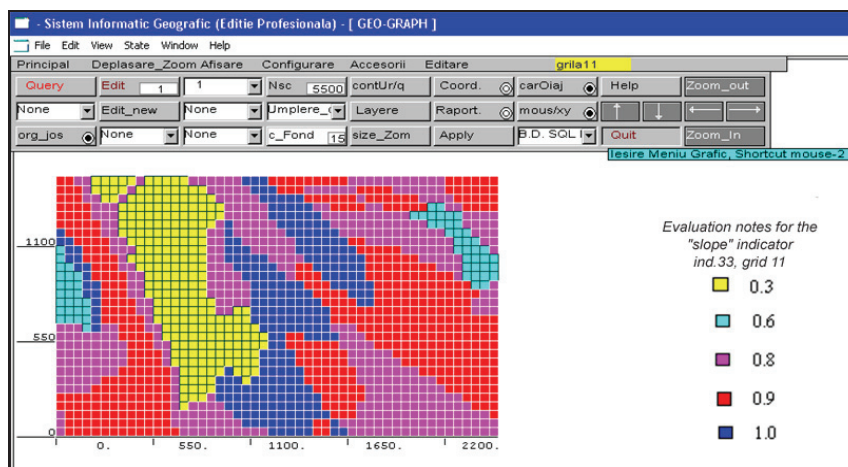 - Sistem Informatic Geografic (Editie Profesionala) - [ GEO-GRAPH ]
File Edit View State Window Help
Principal Deplasare_Zoom Afisare Configurare Accesorii Editare grila11
Query Edit 1 1 Nsc 5500 contUr/q Coord. carOiaj Help Zoom_out
None Edit_new None Umplere_c Layere Raport. mous/xy
org_jos None None c_Fond 15 size_Zom Apply B.D. SQL Quit Zoom_In
Iesire Meniu Grafic, Shortcut mouse-2
Evaluation notes for the
"slope" indicator
ind.33, grid 11
1100
0.3
0.6
550
0.8
0.9
0
1.0
0. 550. 1100. 1650. 2200.